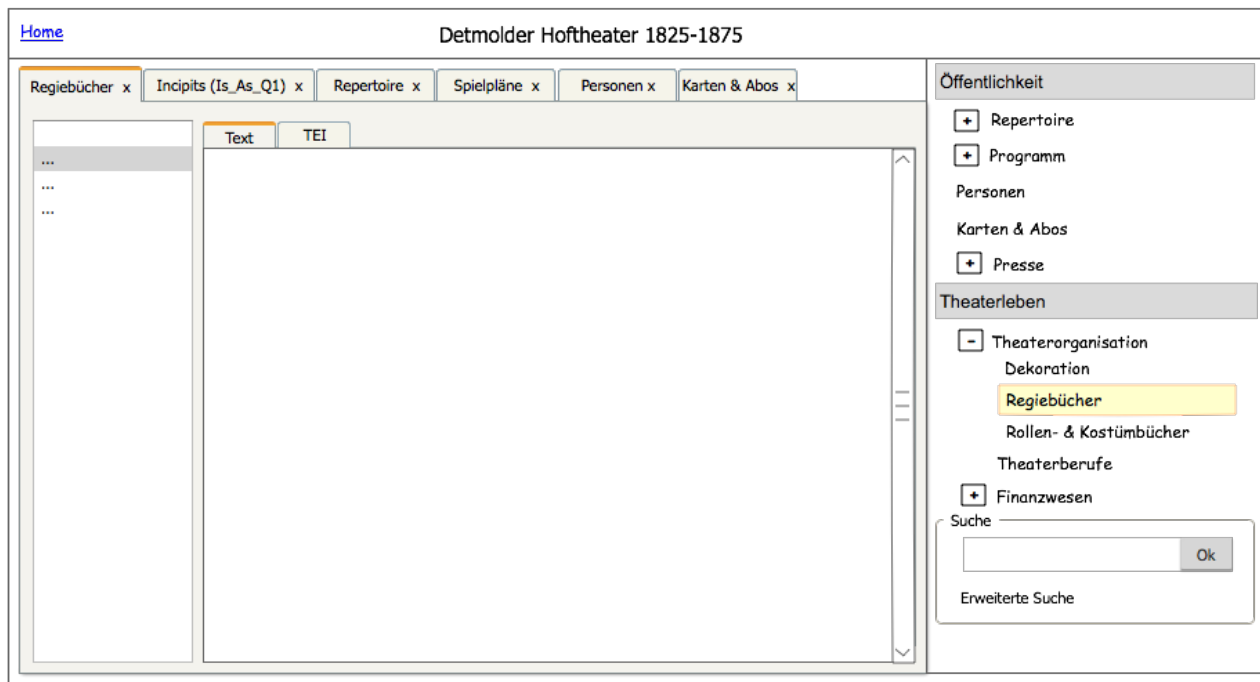 Home
Detmolder Hoftheater 1825-1875
Regiebücher x
Incipits (Is_As_Q1) x
Repertoire x
Spielpläne x
Personen x
Karten & Abos x
Text
TEI
...
...
...
Öffentlichkeit
+ Repertoire
+ Programm
Personen
Karten & Abos
+ Presse
Theaterleben
- Theaterorganisation
Dekoration
Regiebücher
Rollen- & Kostümbücher
Theaterberufe
+ Finanzwesen
Suche
Ok
Erweiterte Suche